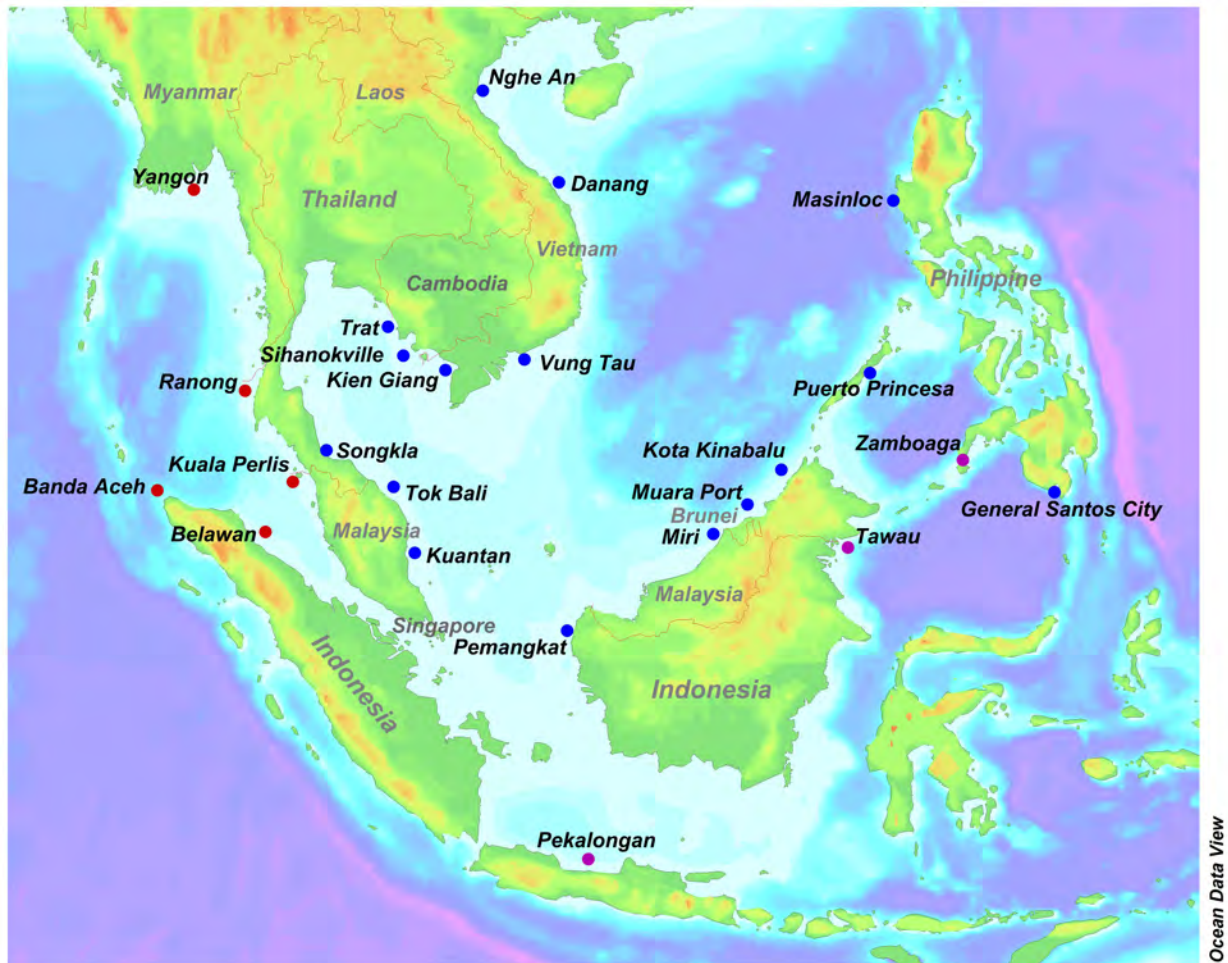 Nghe An
Myanmar
Laos
Yangon
Danang
Thailand
Masinloc
Vietnam
Cambodia
Philippine
Trat
Sihanokville
Vung Tau
Kien Giang
Ranong
Puerto Princesa
Songkla
Zamboaga
Kota Kinabalu
Kuala Perlis
Banda Aceh
Tok Bali
Muara Port
General Santos City
Brunei
Belawan
Malaysia
Miri
Tawau
Kuantan
Malaysia
Singapore
Pemangkat
Indonesia
Indonesia
Pekalongan
Ocean Data View